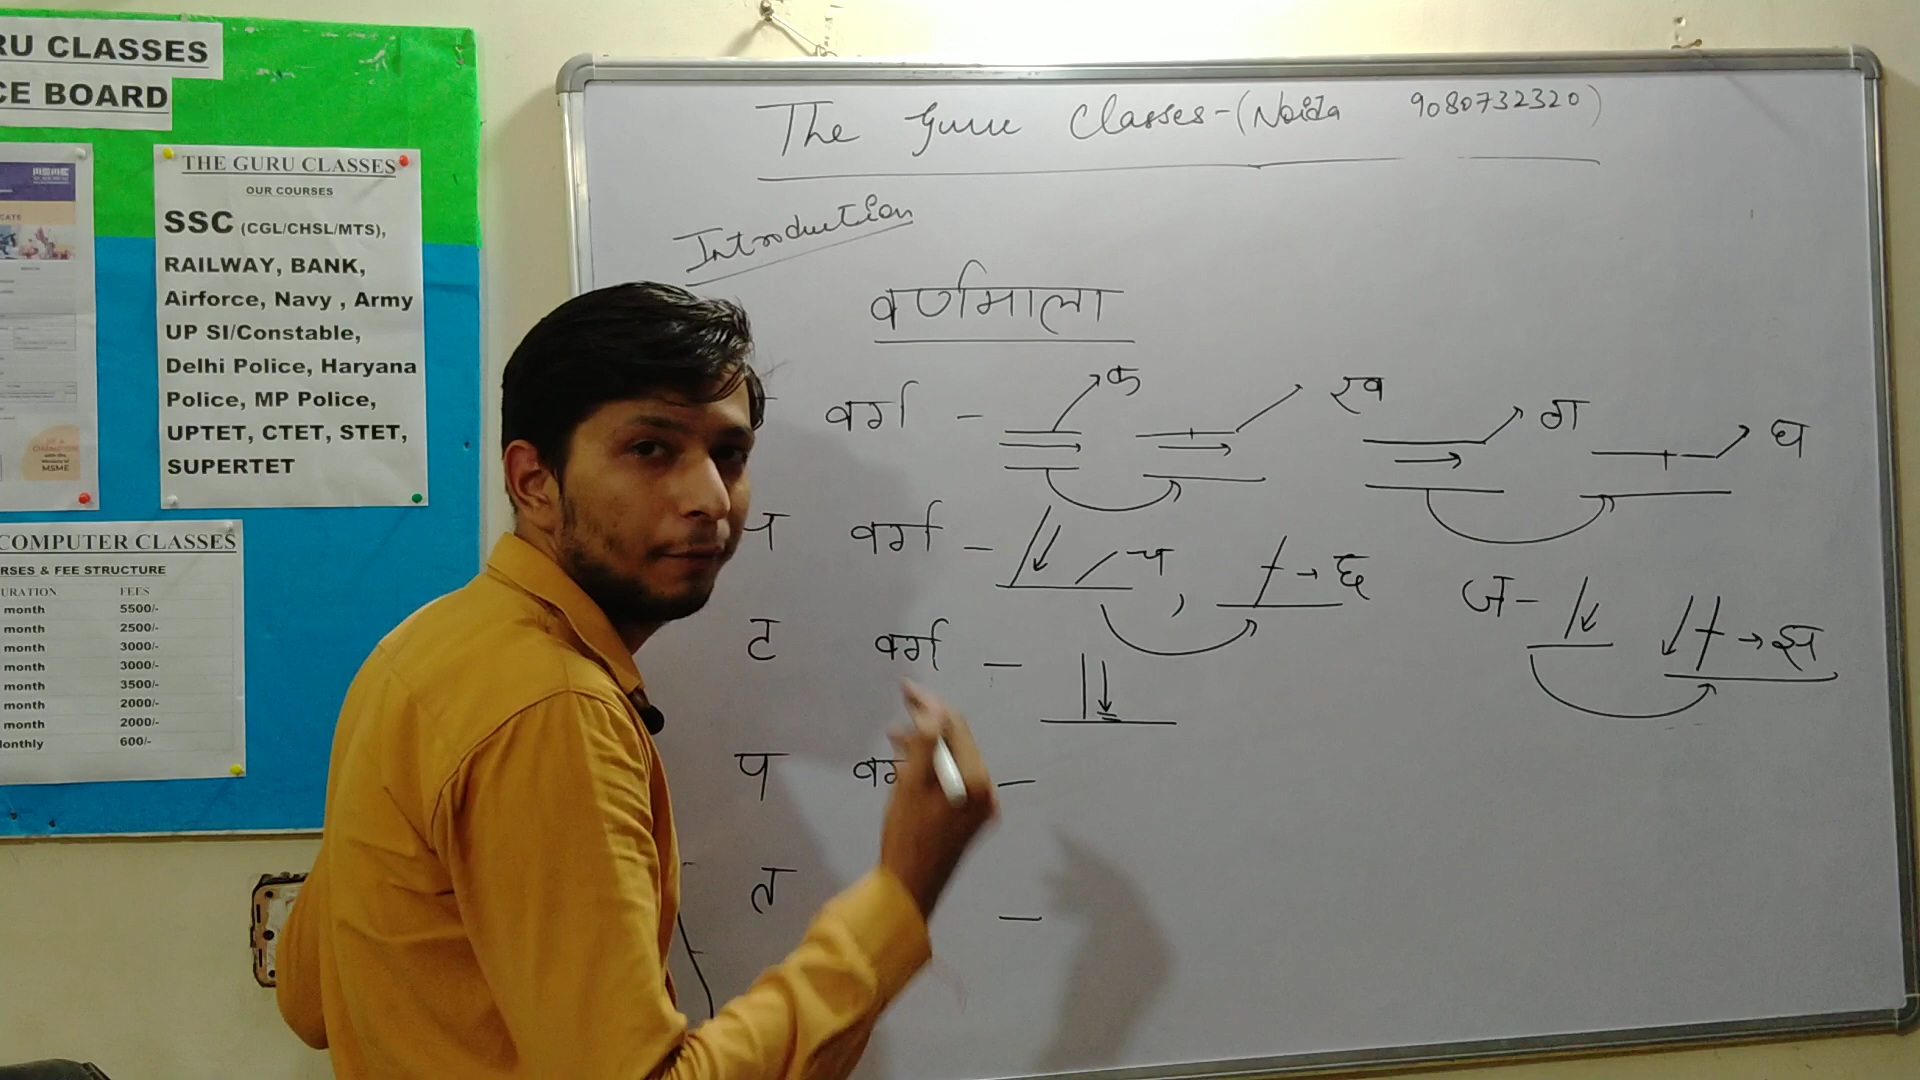 RU CLASSES
CE BOARD
THE GURU CLASSES
OUR COURSES
SSC (CGL/CHSL/MTS),
RAILWAY, BANK,
Airforce, Navy , Army
UP SI/Constable,
Delhi Police, Haryana
Police, MP Police,
UPTET, CTET, STET,
SUPERTET
COMPUTER CLASSES
RSES & FEE STRUCTURE
URATION FEES
month 5500/-
month 2500/-
month 3000/-
month 3000/-
month 3500/-
month 2000/-
month 2000/-
onthly 600/-
MSME
The Guru Classes-(Noida 9080732320)
Introduction
वर्णमाला
वर्ग - क ख ग घ
च वर्ग - च , छ ज- झ
ट वर्ग -
प वर्ग -
त -